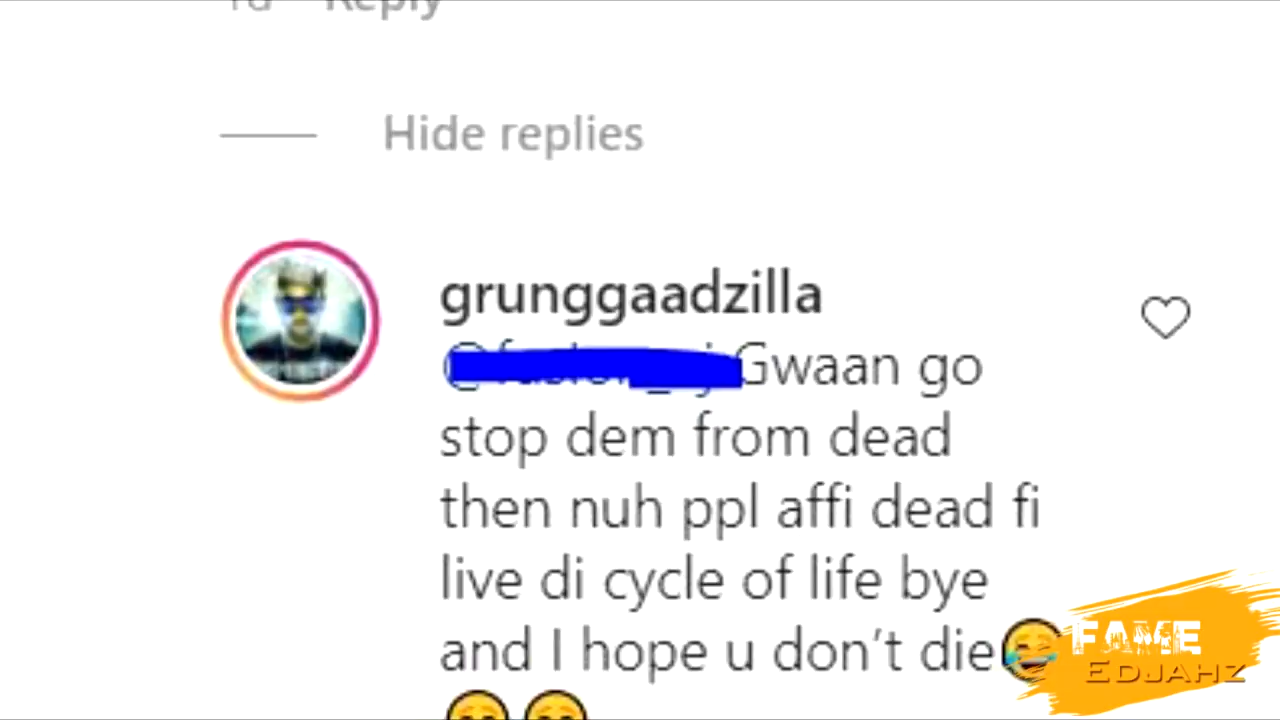 Reply
Hide replies
grunggaadzilla
Gwaan go
stop dem from dead
then nuh ppl affi dead fi
live di cycle of life bye
and I hope u don't die😂
FAME
EDJAHZ